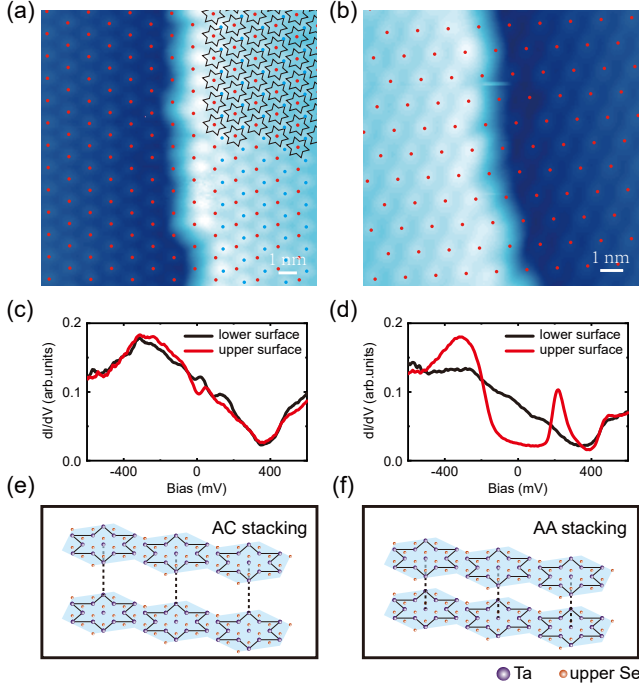 (a)
(b)
1 nm
1 nm
(c)
(d)
0.2
0.1
0.0
dI/dV (arb.units)
lower surface
upper surface
-400
0
400
Bias (mV)
0.2
0.1
0.0
dI/dV (arb.units)
lower surface
upper surface
-400
0
400
Bias (mV)
(e)
(f)
AC stacking
AA stacking
Ta
upper Se